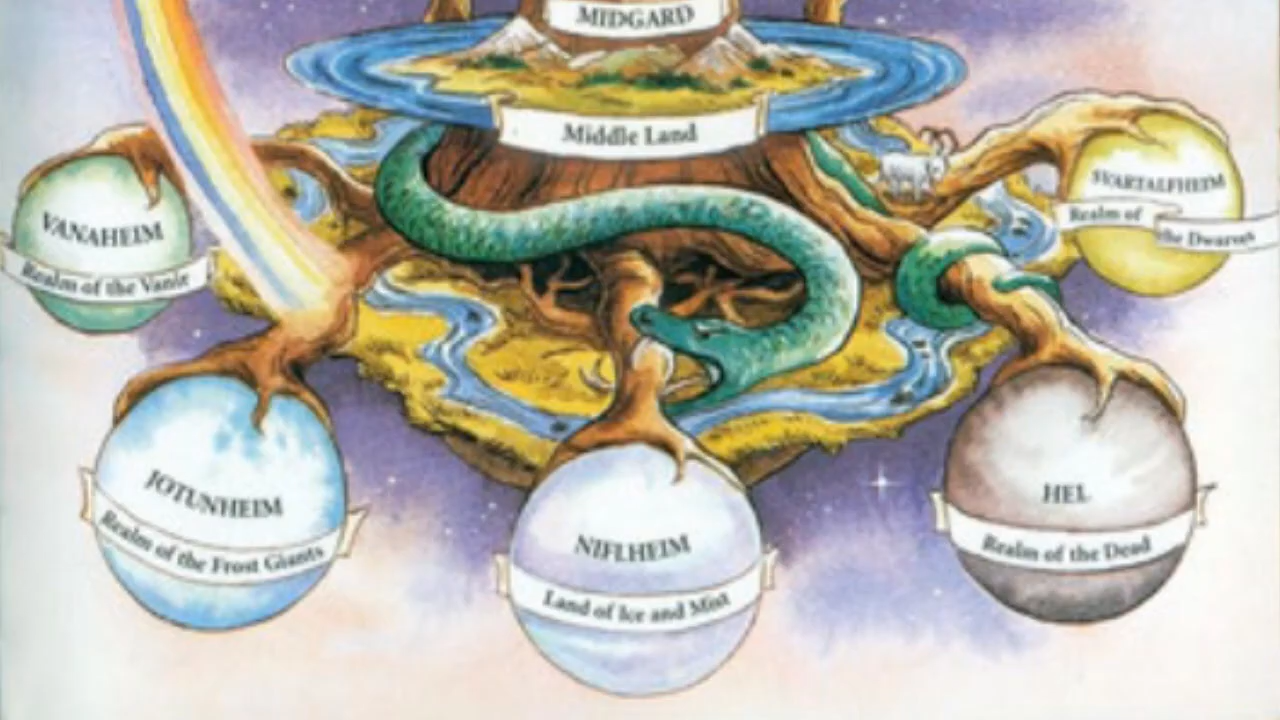 MIDGARD
Middle Land
VANAHEIM
Realm of the Vanir
SVARTALFHEIM
Realm of the Dwarves
JOTUNHEIM
Realm of the Frost Giants
NIFLHEIM
Land of Ice and Mist
HEL
Realm of the Dead